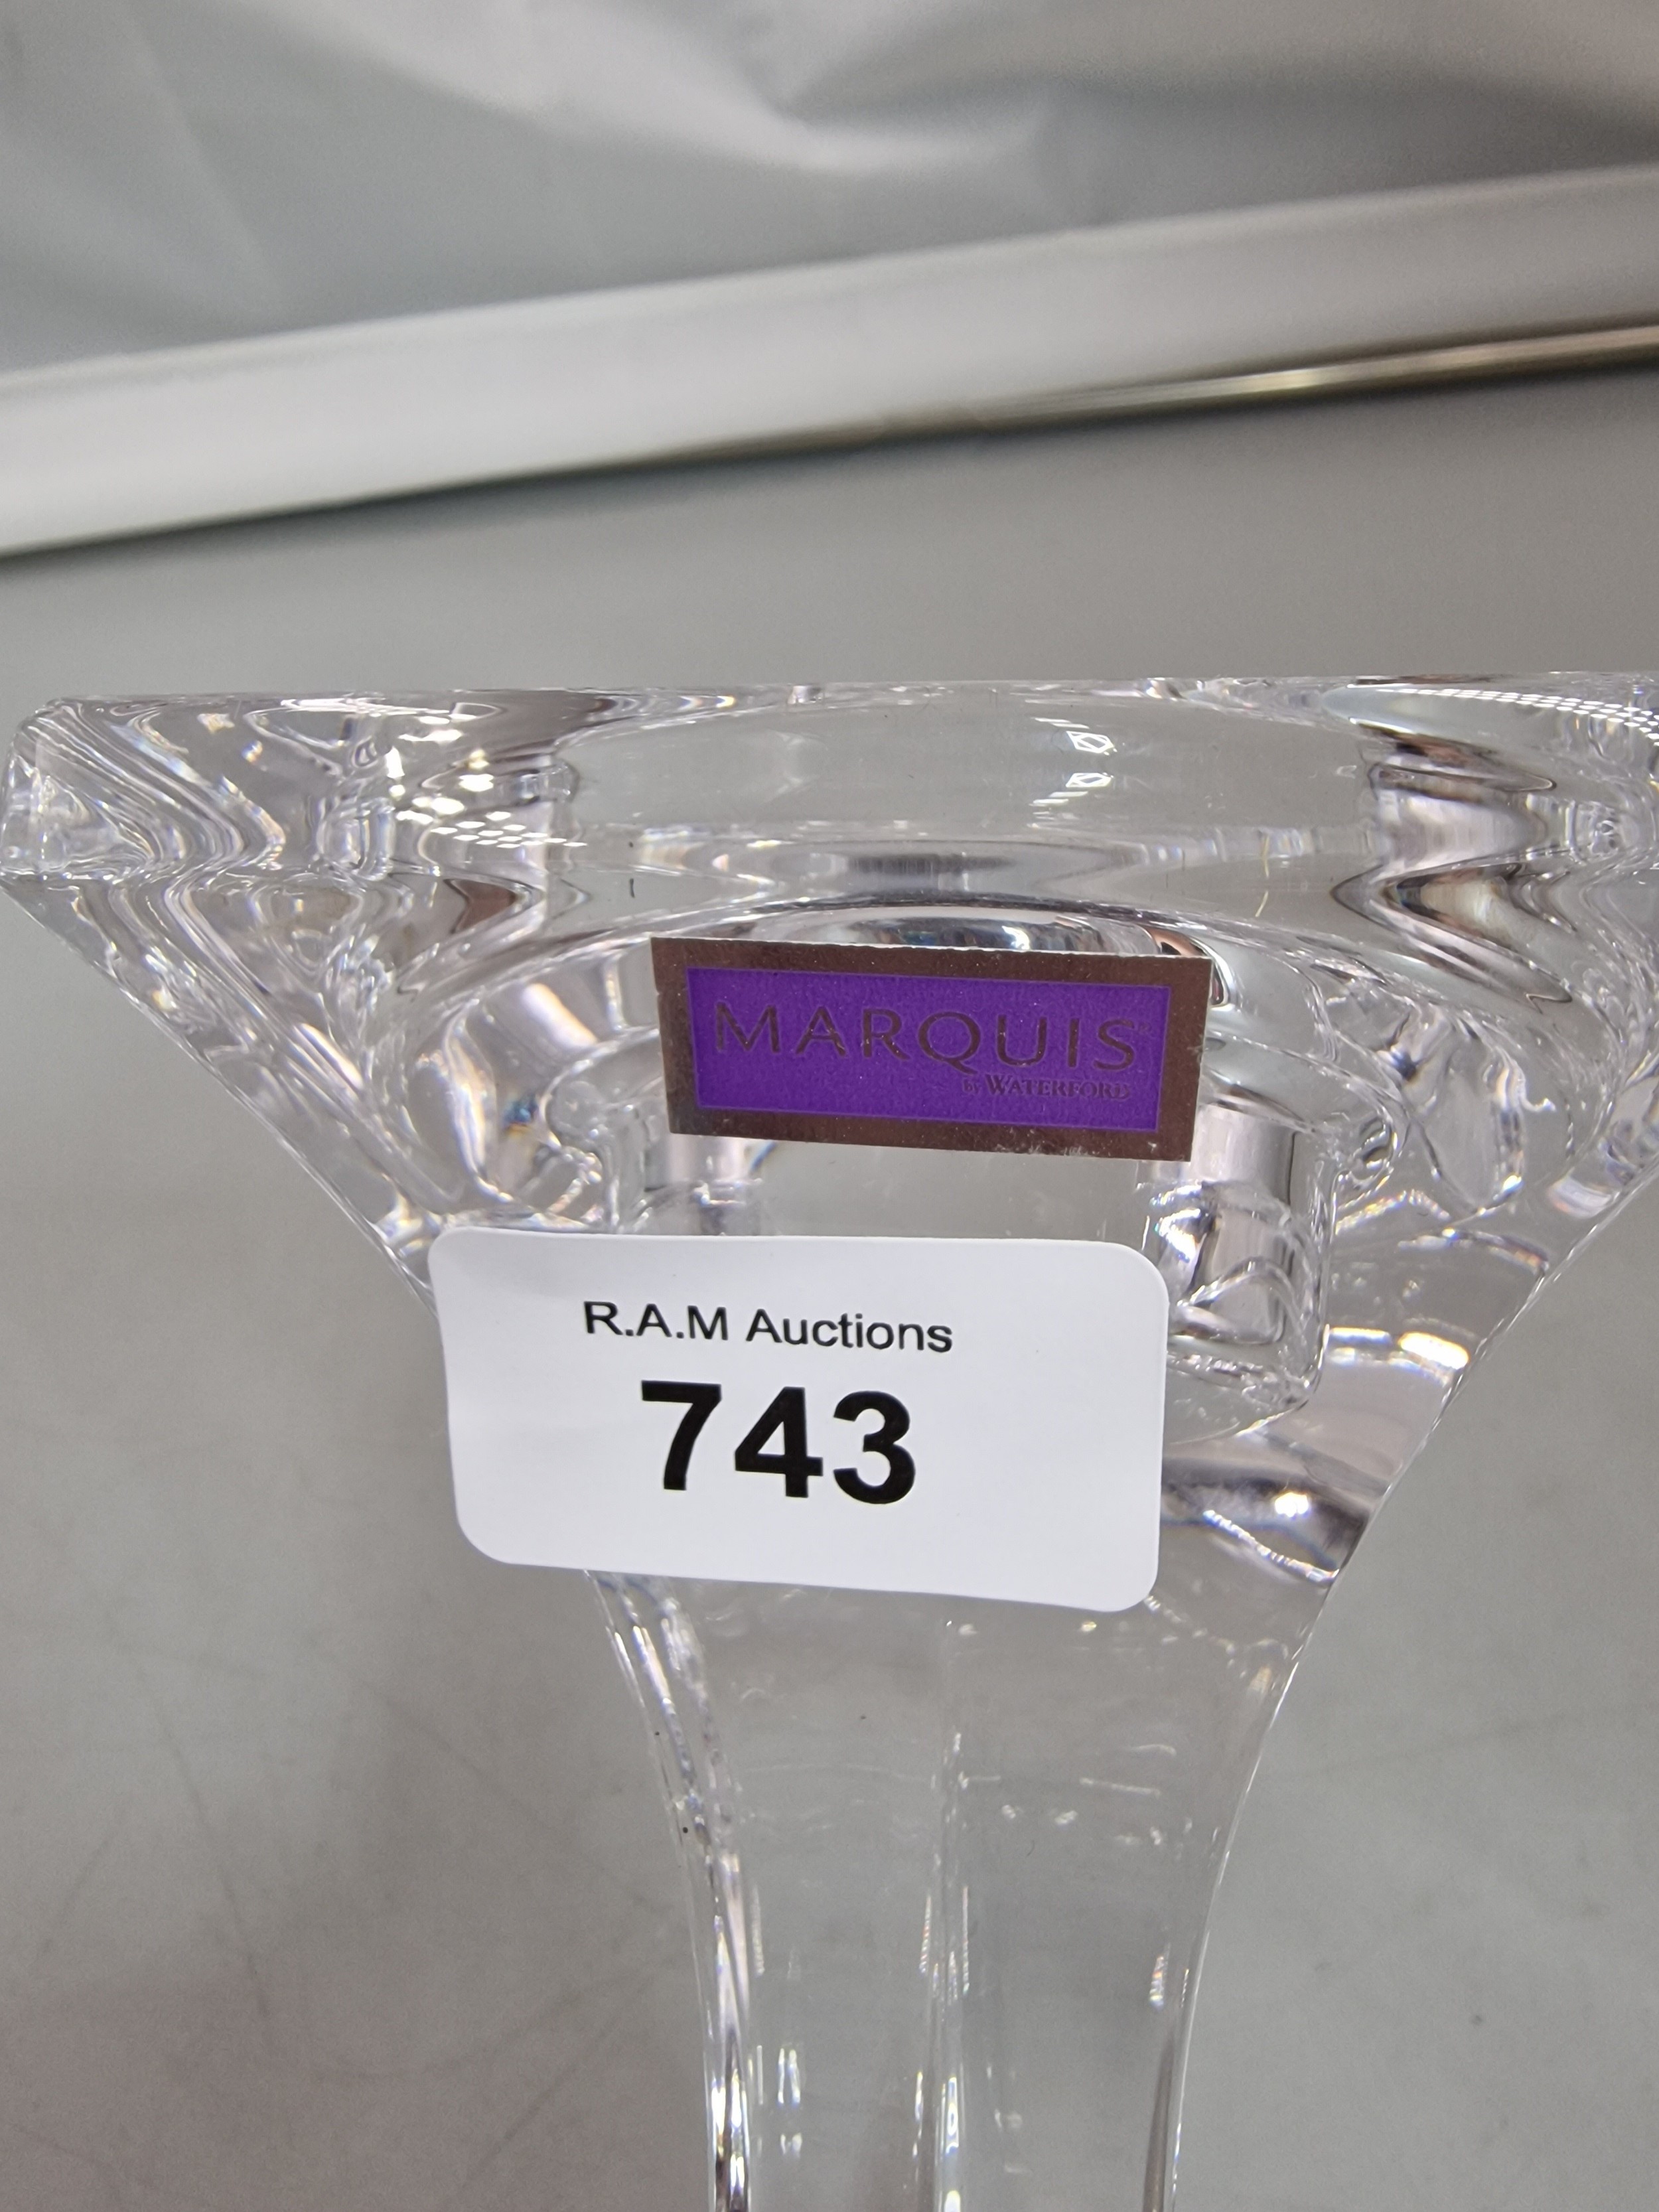 MARQUIS®
by WATERFORD
R.A.M Auctions
743